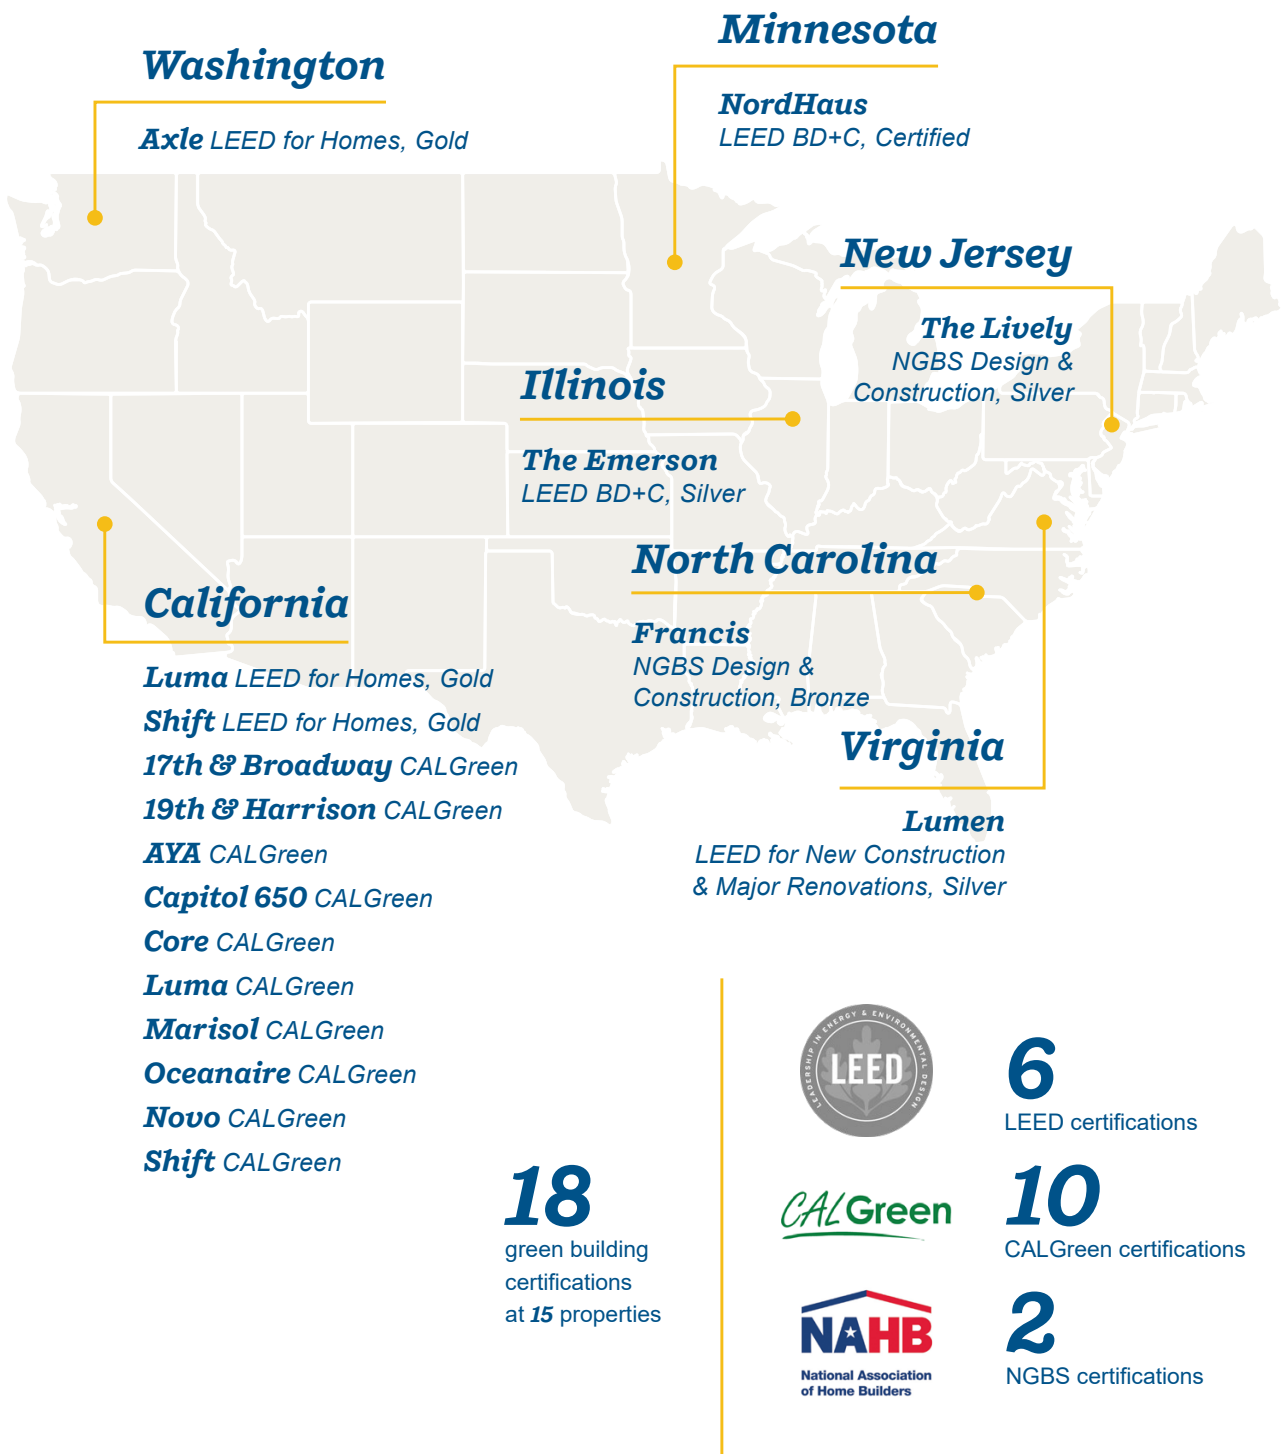 Washington
Axle LEED for Homes, Gold
Minnesota
NordHaus
LEED BD+C, Certified
New Jersey
The Lively
NGBS Design &
Construction, Silver
Illinois
The Emerson
LEED BD+C, Silver
North Carolina
Francis
NGBS Design &
Construction, Bronze
Virginia
Lumen
LEED for New Construction
& Major Renovations, Silver
California
Luma LEED for Homes, Gold
Shift LEED for Homes, Gold
17th & Broadway CALGreen
19th & Harrison CALGreen
AYA CALGreen
Capitol 650 CALGreen
Core CALGreen
Luma CALGreen
Marisol CALGreen
Oceanaire CALGreen
Novo CALGreen
Shift CALGreen
18
green building
certifications
at 15 properties
LEADERSHIP IN ENERGY & ENVIRONMENTAL DESIGN
LEED
6
LEED certifications
CALGreen
10
CALGreen certifications
NAHB
National Association
of Home Builders
2
NGBS certifications